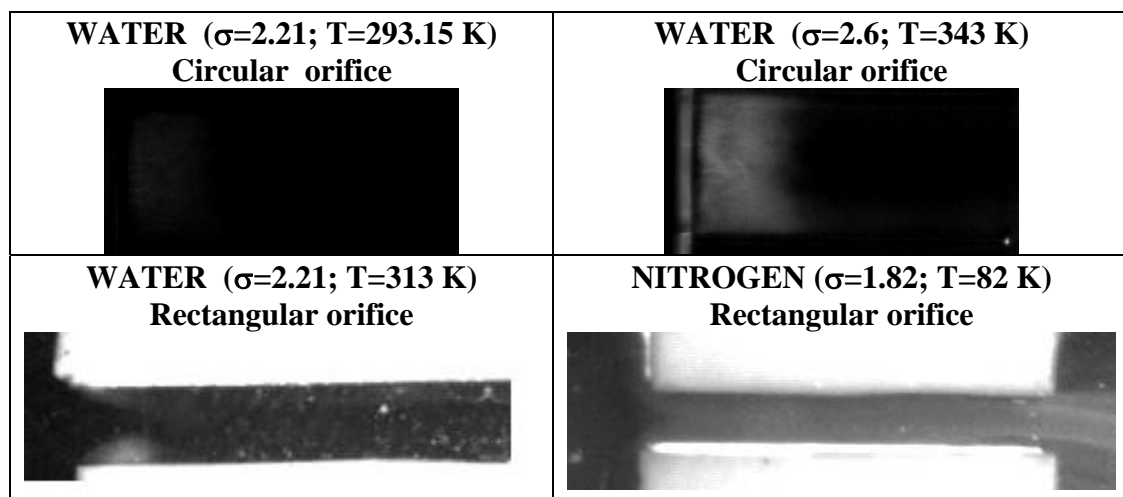 WATER (σ=2.21; T=293.15 K)
Circular orifice
WATER (σ=2.6; T=343 K)
Circular orifice
WATER (σ=2.21; T=313 K)
Rectangular orifice
NITROGEN (σ=1.82; T=82 K)
Rectangular orifice